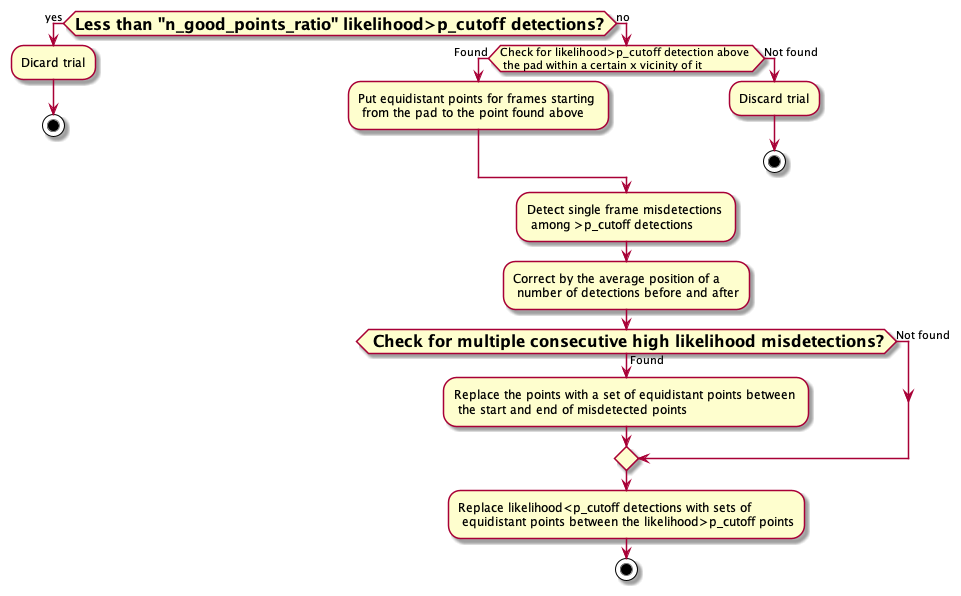 yes
Less than "n_good_points_ratio" likelihood>p_cutoff detections?
no
Dicard trial
Found
Check for likelihood>p_cutoff detection above
the pad within a certain x vicinity of it
Not found
Put equidistant points for frames starting
from the pad to the point found above
Discard trial
Detect single frame misdetections
among >p_cutoff detections
Correct by the average position of a
number of detections before and after
Check for multiple consecutive high likelihood misdetections?
Not found
Found
Replace the points with a set of equidistant points between
the start and end of misdetected points
Replace likelihood<p_cutoff detections with sets of
equidistant points between the likelihood>p_cutoff points